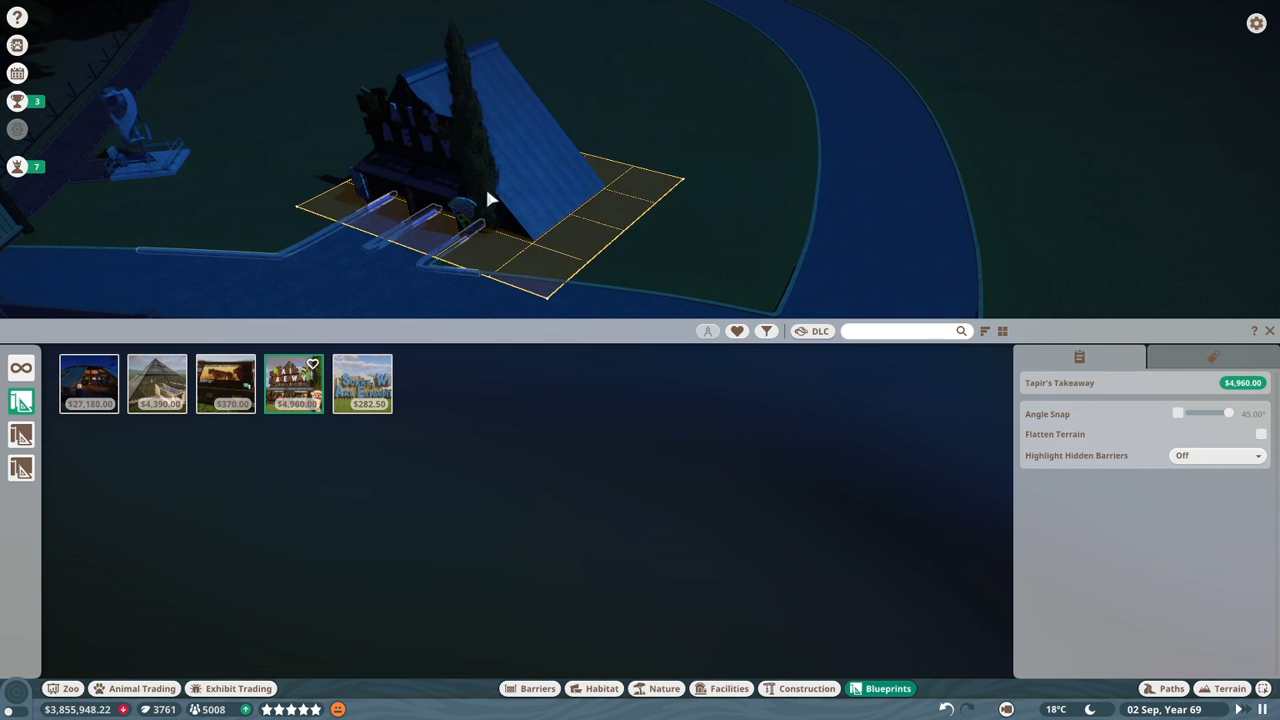 ?
3
7
DLC
?
$27,180.00
$4,390.00
$370.00
$4,960.00
$282.50
Tapir's Takeaway
$4,960.00
Angle Snap
45.00°
Flatten Terrain
Highlight Hidden Barriers
Off
Zoo
Animal Trading
Exhibit Trading
Barriers
Habitat
Nature
Facilities
Construction
Blueprints
Paths
Terrain
$3,855,948.22
3761
5008
18°C
02 Sep, Year 69